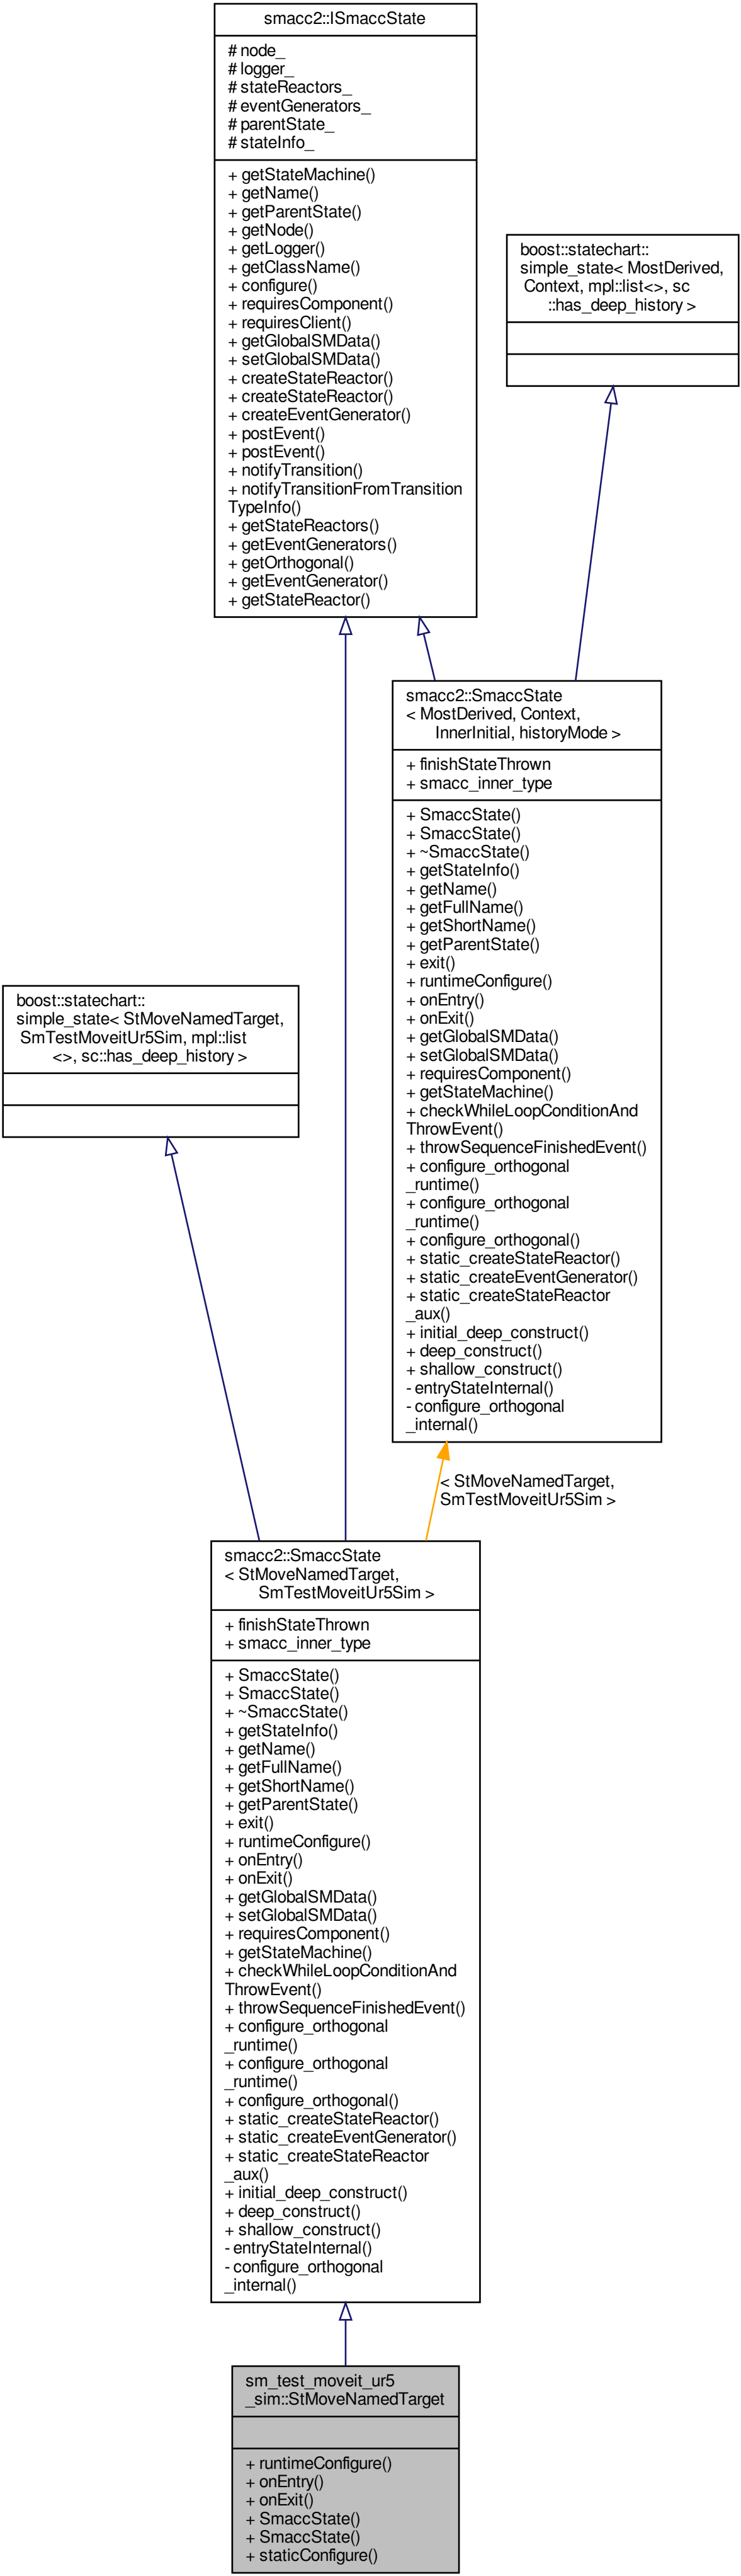 smacc2::ISmaccState
# node_
# logger_
# stateReactors_
# eventGenerators_
# parentState_
# stateInfo_
+ getStateMachine()
+ getName()
+ getParentState()
+ getNode()
+ getLogger()
+ getClassName()
+ configure()
+ requiresComponent()
+ requiresClient()
+ getGlobalSMData()
+ setGlobalSMData()
+ createStateReactor()
+ createStateReactor()
+ createEventGenerator()
+ postEvent()
+ postEvent()
+ notifyTransition()
+ notifyTransitionFromTransition
TypeInfo()
+ getStateReactors()
+ getEventGenerators()
+ getOrthogonal()
+ getEventGenerator()
+ getStateReactor()
boost::statechart::
simple_state< MostDerived,
Context, mpl::list<>, sc
::has_deep_history >
smacc2::SmaccState
< MostDerived, Context,
InnerInitial, historyMode >
+ finishStateThrown
+ smacc_inner_type
+ SmaccState()
+ SmaccState()
+ ~SmaccState()
+ getStateInfo()
+ getName()
+ getFullName()
+ getShortName()
+ getParentState()
+ exit()
+ runtimeConfigure()
+ onEntry()
+ onExit()
+ getGlobalSMData()
+ setGlobalSMData()
+ requiresComponent()
+ getStateMachine()
+ checkWhileLoopConditionAnd
ThrowEvent()
+ throwSequenceFinishedEvent()
+ configure_orthogonal
_runtime()
+ configure_orthogonal
_runtime()
+ configure_orthogonal()
+ static_createStateReactor()
+ static_createEventGenerator()
+ static_createStateReactor
_aux()
+ initial_deep_construct()
+ deep_construct()
+ shallow_construct()
- entryStateInternal()
- configure_orthogonal
_internal()
boost::statechart::
simple_state< StMoveNamedTarget,
SmTestMoveitUr5Sim, mpl::list
<>, sc::has_deep_history >
< StMoveNamedTarget,
SmTestMoveitUr5Sim >
smacc2::SmaccState
< StMoveNamedTarget,
SmTestMoveitUr5Sim >
+ finishStateThrown
+ smacc_inner_type
+ SmaccState()
+ SmaccState()
+ ~SmaccState()
+ getStateInfo()
+ getName()
+ getFullName()
+ getShortName()
+ getParentState()
+ exit()
+ runtimeConfigure()
+ onEntry()
+ onExit()
+ getGlobalSMData()
+ setGlobalSMData()
+ requiresComponent()
+ getStateMachine()
+ checkWhileLoopConditionAnd
ThrowEvent()
+ throwSequenceFinishedEvent()
+ configure_orthogonal
_runtime()
+ configure_orthogonal
_runtime()
+ configure_orthogonal()
+ static_createStateReactor()
+ static_createEventGenerator()
+ static_createStateReactor
_aux()
+ initial_deep_construct()
+ deep_construct()
+ shallow_construct()
- entryStateInternal()
- configure_orthogonal
_internal()
sm_test_moveit_ur5
_sim::StMoveNamedTarget
+ runtimeConfigure()
+ onEntry()
+ onExit()
+ SmaccState()
+ SmaccState()
+ staticConfigure()